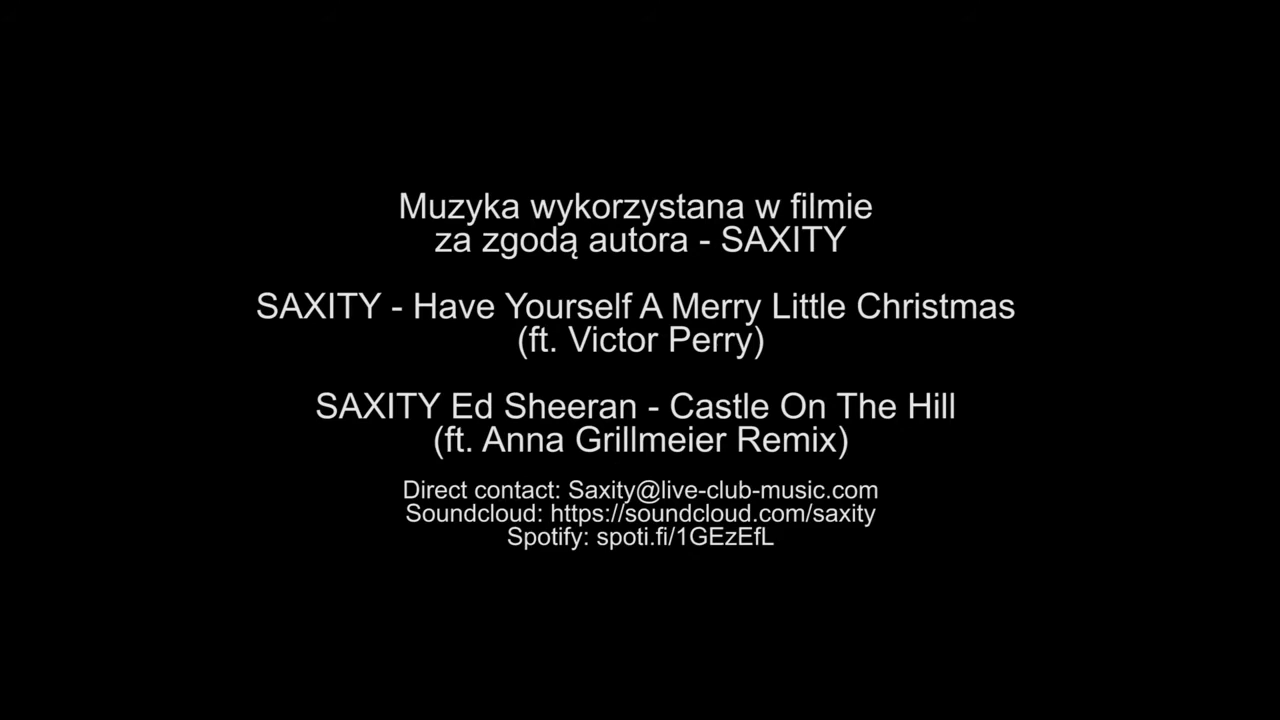 Muzyka wykorzystana w filmie
za zgodą autora - SAXITY
SAXITY - Have Yourself A Merry Little Christmas
(ft. Victor Perry)
SAXITY Ed Sheeran - Castle On The Hill
(ft. Anna Grillmeier Remix)
Direct contact: Saxity@live-club-music.com
Soundcloud: https://soundcloud.com/saxity
Spotify: spoti.fi/1GEzEfL